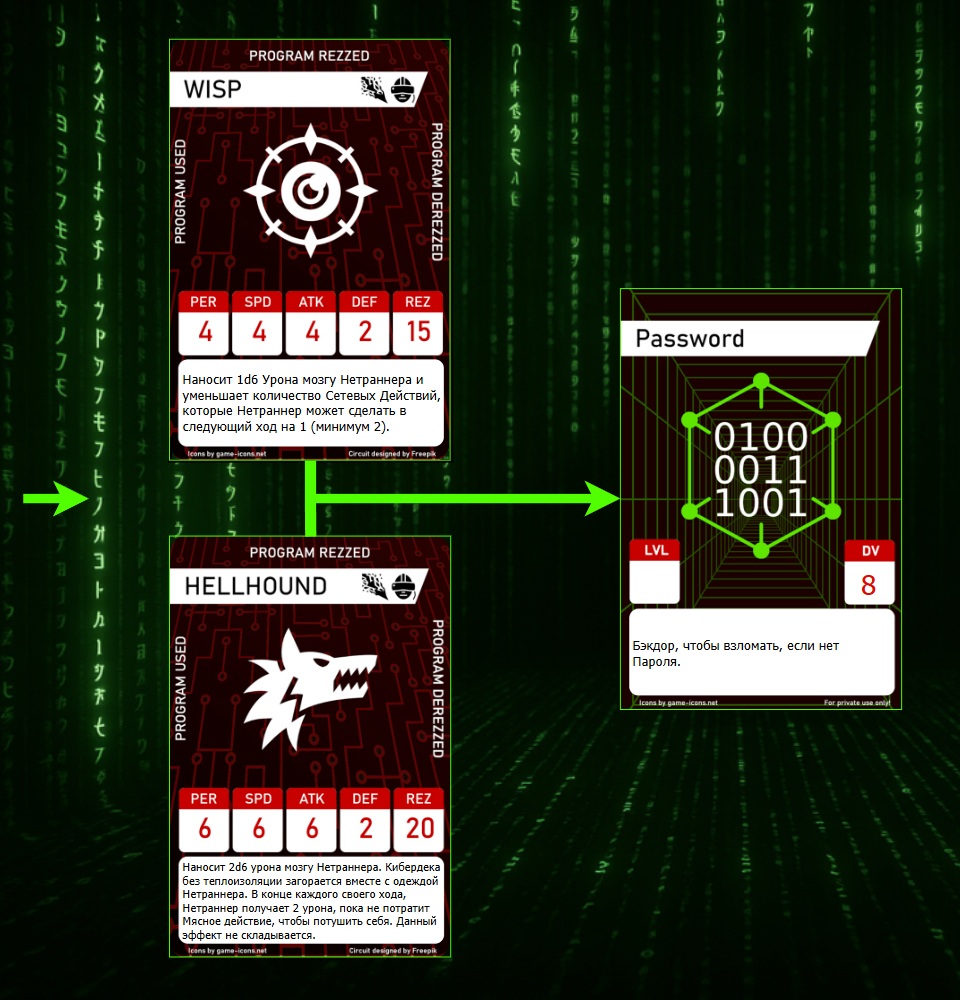 PROGRAM REZZED
WISP
PROGRAM USED
PROGRAM DEREZZED
PER SPD ATK DEF REZ
4 4 4 2 15
Наносит 1d6 Урона мозгу Нетраннера и
уменьшает количество Сетевых Действий,
которые Нетраннер может сделать в
следующий ход на 1 (минимум 2).
Icons by game-icons.net Circuit designed by Freepik
PROGRAM REZZED
HELLHOUND
PROGRAM USED
PROGRAM DEREZZED
PER SPD ATK DEF REZ
6 6 6 2 20
Наносит 2d6 урона мозгу Нетраннера. Кибердека
без теплоизоляции загорается вместе с одеждой
Нетраннера. В конце каждого своего хода,
Нетраннер получает 2 урона, пока не потратит
Мясное действие, чтобы потушить себя. Данный
эффект не складывается.
Icons by game-icons.net Circuit designed by Freepik
Password
0100
0011
1001
LVL DV
8
Бэкдор, чтобы взломать, если нет
Пароля.
Icons by game-icons.net For private use only!